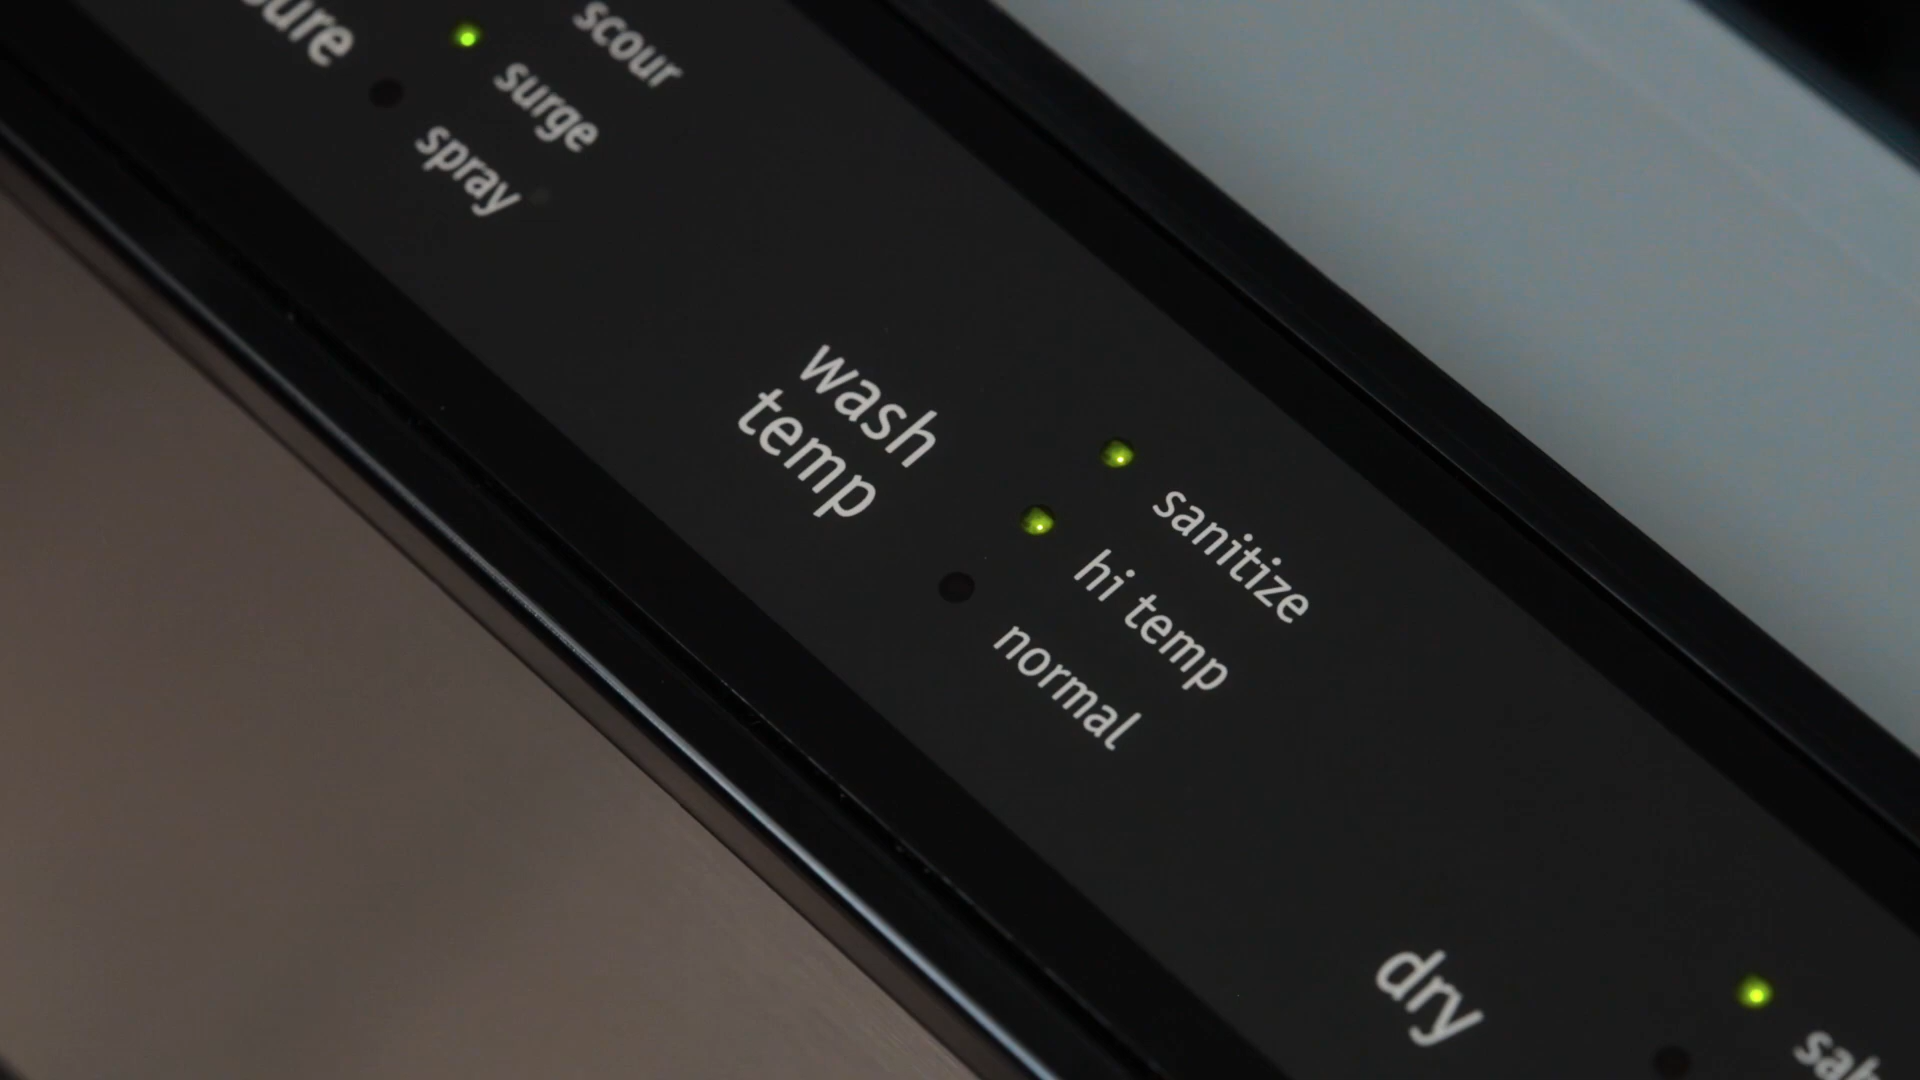 scour
surge
spray
wash
temp
sanitize
hi temp
normal
dry